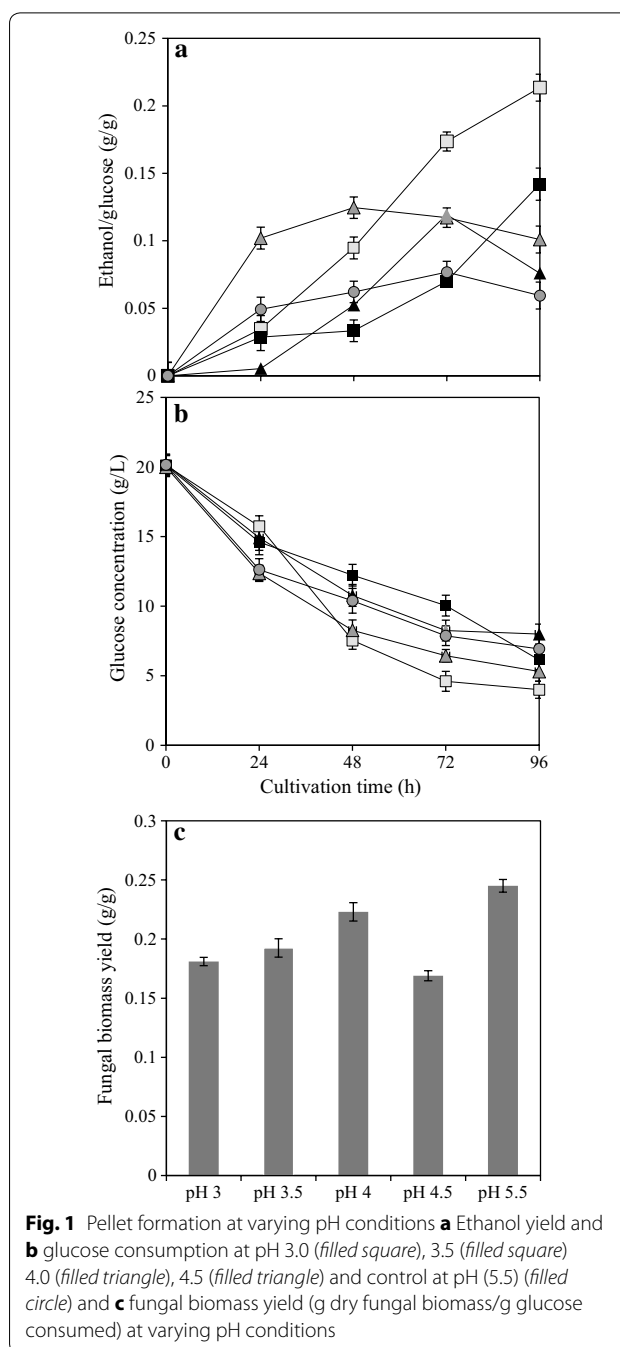 a
0.25
0.2
0.15
0.1
0.05
0
Ethanol/glucose (g/g)
b
25
20
15
10
5
0
Glucose concentration (g/L)
0 24 48 72 96
Cultivation time (h)
c
0.3
0.25
0.2
0.15
0.1
0.05
0
Fungal biomass yield (g/g)
pH 3 pH 3.5 pH 4 pH 4.5 pH 5.5
Fig. 1 Pellet formation at varying pH conditions a Ethanol yield and
b glucose consumption at pH 3.0 (filled square), 3.5 (filled square)
4.0 (filled triangle), 4.5 (filled triangle) and control at pH (5.5) (filled
circle) and c fungal biomass yield (g dry fungal biomass/g glucose
consumed) at varying pH conditions